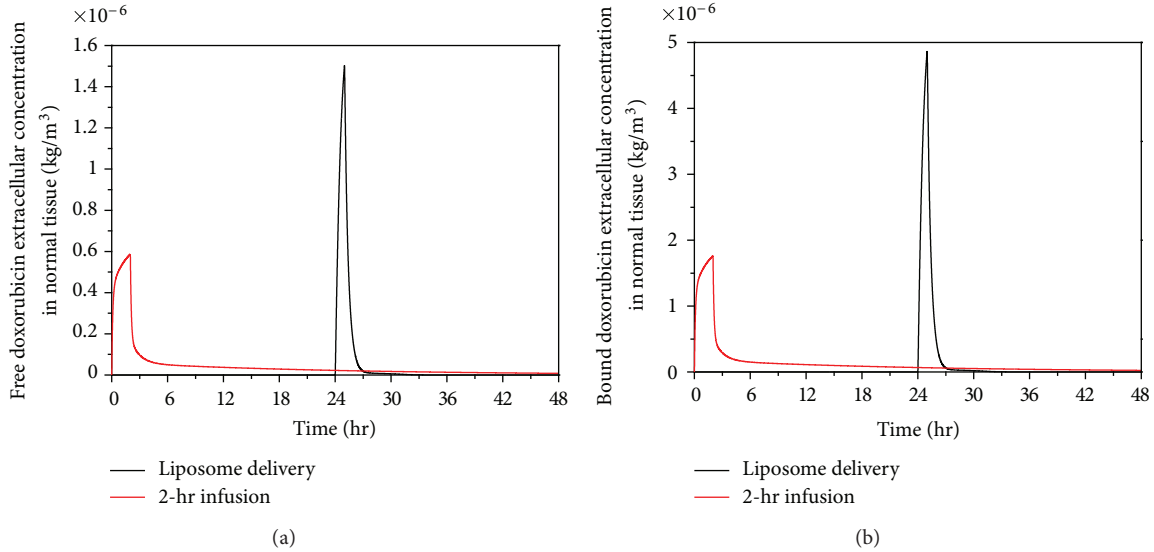 ×10⁻⁶
Free doxorubicin extracellular concentration
in normal tissue (kg/m³)
1.6
1.4
1.2
1
0.8
0.6
0.4
0.2
0
0 6 12 18 24 30 36 42 48
Time (hr)
Liposome delivery
2-hr infusion
(a)
×10⁻⁶
Bound doxorubicin extracellular concentration
in normal tissue (kg/m³)
5
4
3
2
1
0
0 6 12 18 24 30 36 42 48
Time (hr)
Liposome delivery
2-hr infusion
(b)